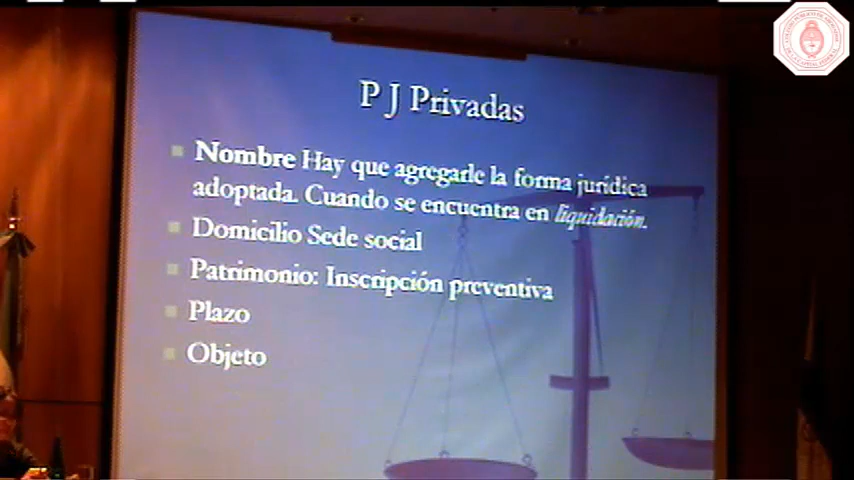 P J Privadas
Nombre Hay que agregarle la forma jurídica
adoptada. Cuando se encuentra en liquidación.
Domicilio Sede social
Patrimonio: Inscripción preventiva
Plazo
Objeto